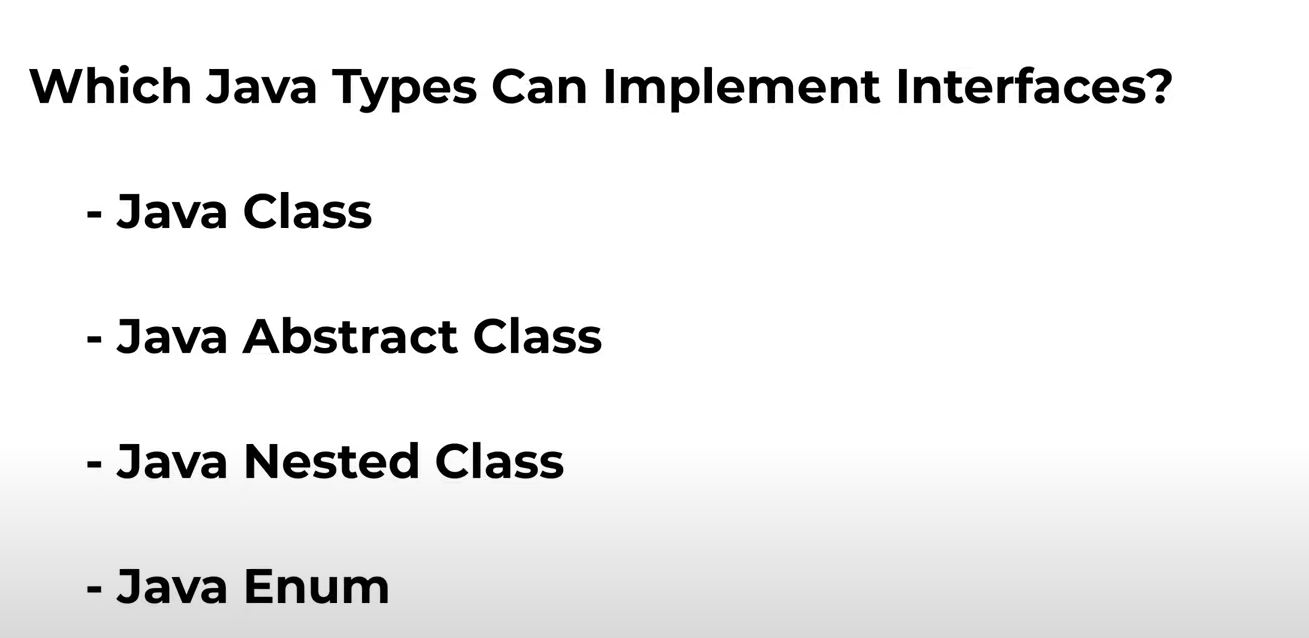 Which Java Types Can Implement Interfaces?
- Java Class
- Java Abstract Class
- Java Nested Class
- Java Enum